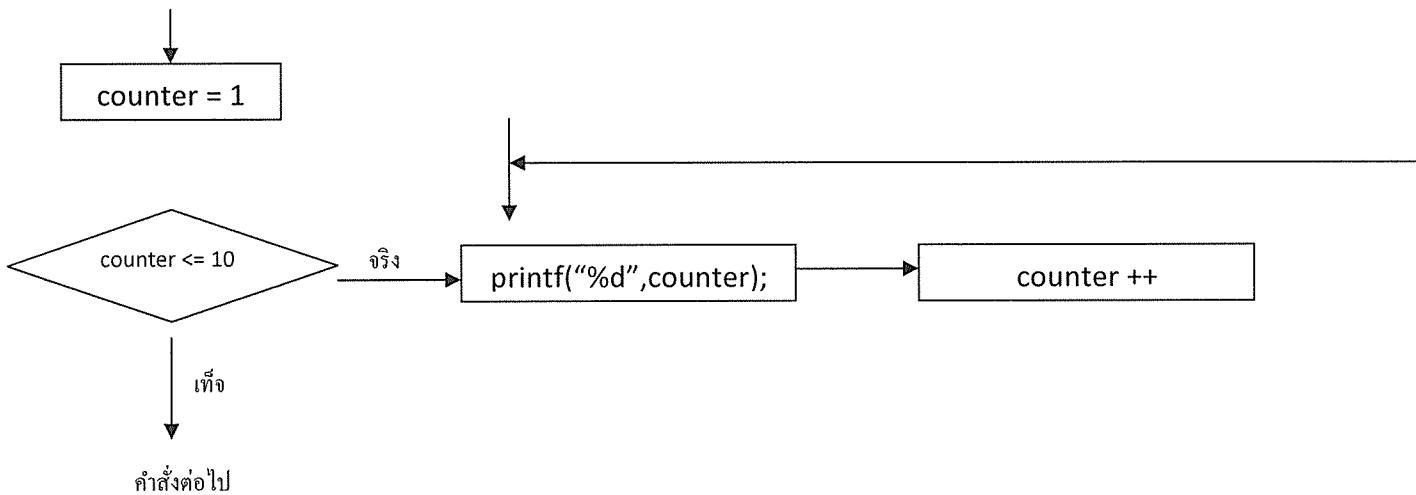 counter = 1
counter <= 10
จริง
printf(“%d”,counter);
counter ++
เท็จ
คำสั่งต่อไป